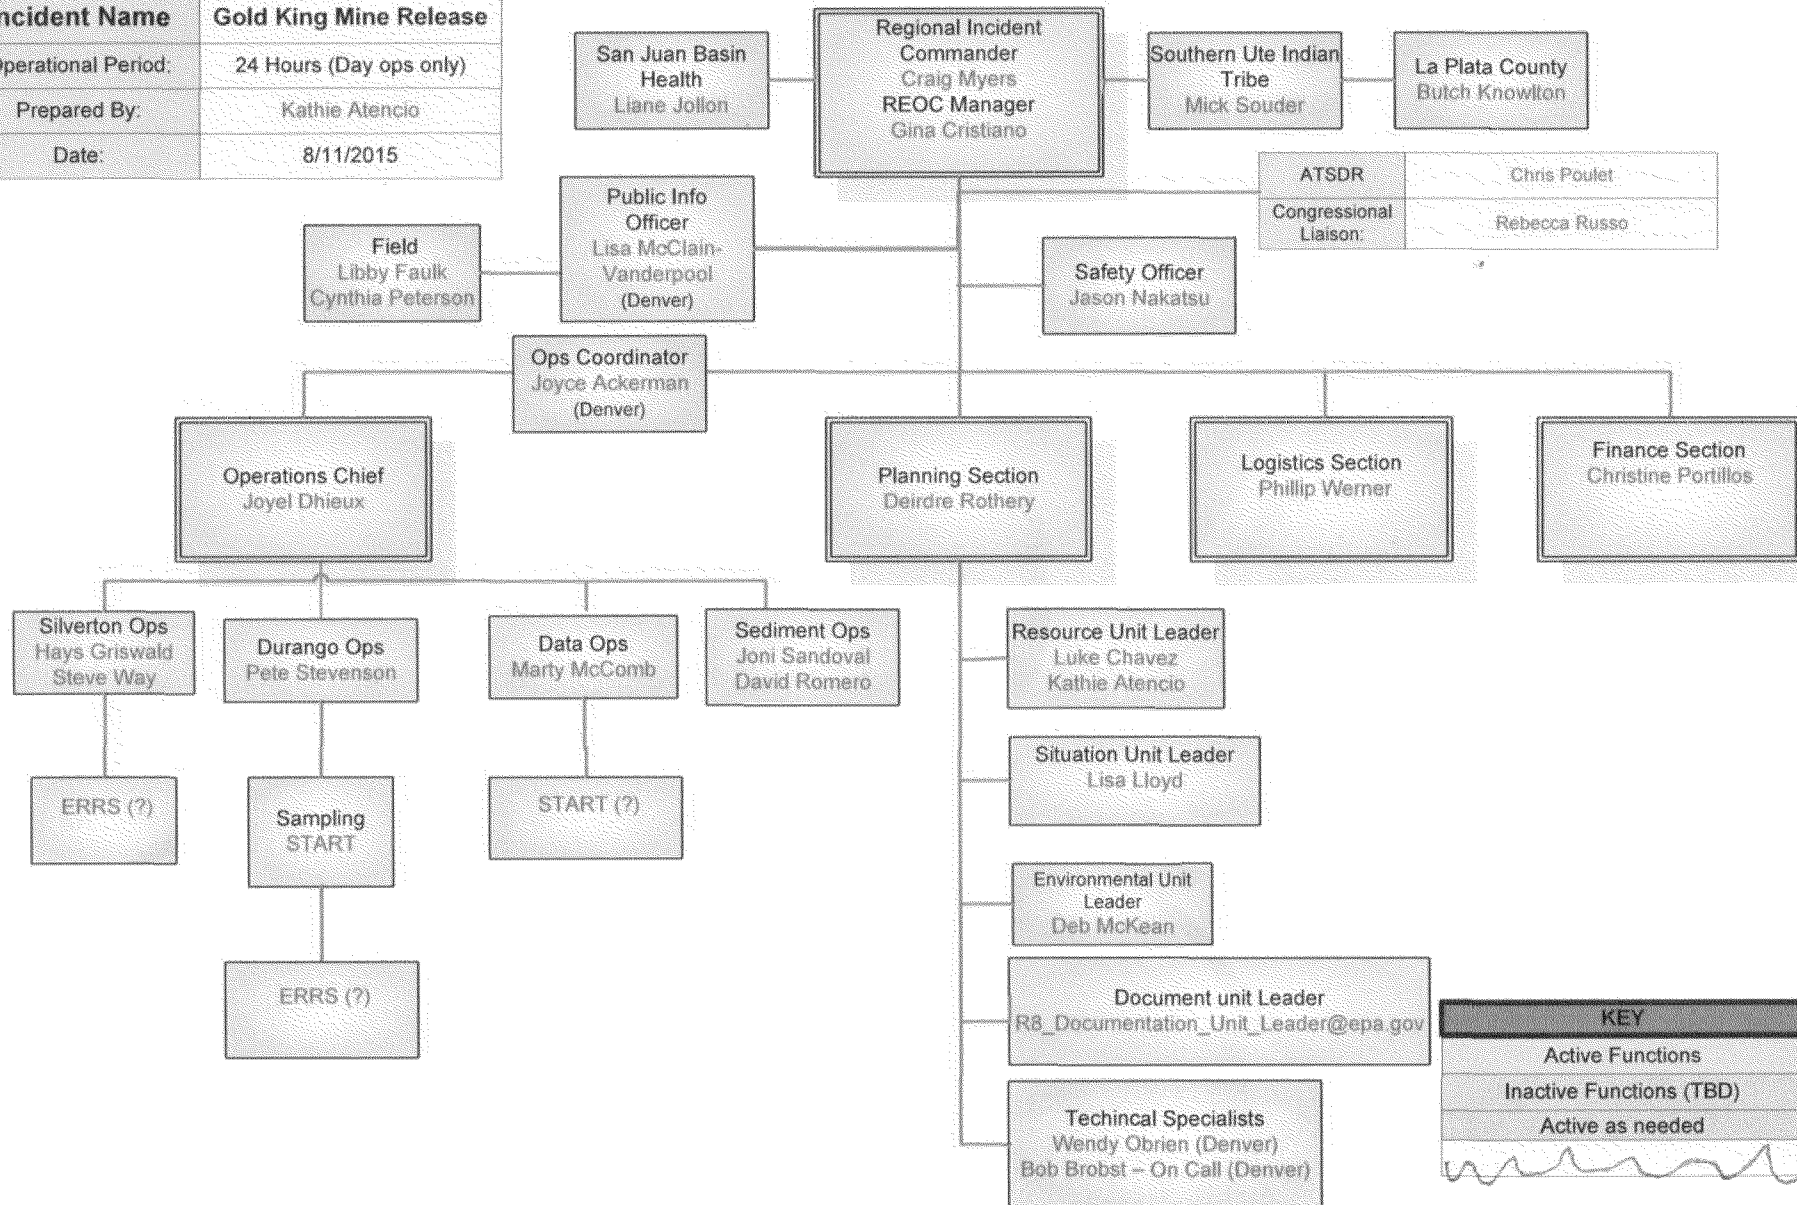 ncident Name
Gold King Mine Release
Operational Period:
24 Hours (Day ops only)
Prepared By:
Kathie Atencio
Date:
8/11/2015
San Juan Basin
Health
Liane Jollon
Regional Incident
Commander
Craig Myers
REOC Manager
Gina Cristiano
Southern Ute Indian
Tribe
Mick Souder
La Plata County
Butch Knowlton
ATSDR
Chris Poulet
Congressional
Liaison:
Rebecca Russo
Public Info
Officer
Lisa McClain-
Vanderpool
(Denver)
Field
Libby Faulk
Cynthia Peterson
Safety Officer
Jason Nakatsu
Ops Coordinator
Joyce Ackerman
(Denver)
Operations Chief
Joyel Dhieux
Planning Section
Deirdre Rothery
Logistics Section
Phillip Werner
Finance Section
Christine Portillos
Silverton Ops
Hays Griswald
Steve Way
Durango Ops
Pete Stevenson
Data Ops
Marty McComb
Sediment Ops
Joni Sandoval
David Romero
ERRS (?)
Sampling
START
START (?)
ERRS (?)
Resource Unit Leader
Luke Chavez
Kathie Atencio
Situation Unit Leader
Lisa Lloyd
Environmental Unit
Leader
Deb McKean
Document unit Leader
R8_Documentation_Unit_Leader@epa.gov
Techincal Specialists
Wendy Obrien (Denver)
Bob Brobst – On Call (Denver)
KEY
Active Functions
Inactive Functions (TBD)
Active as needed